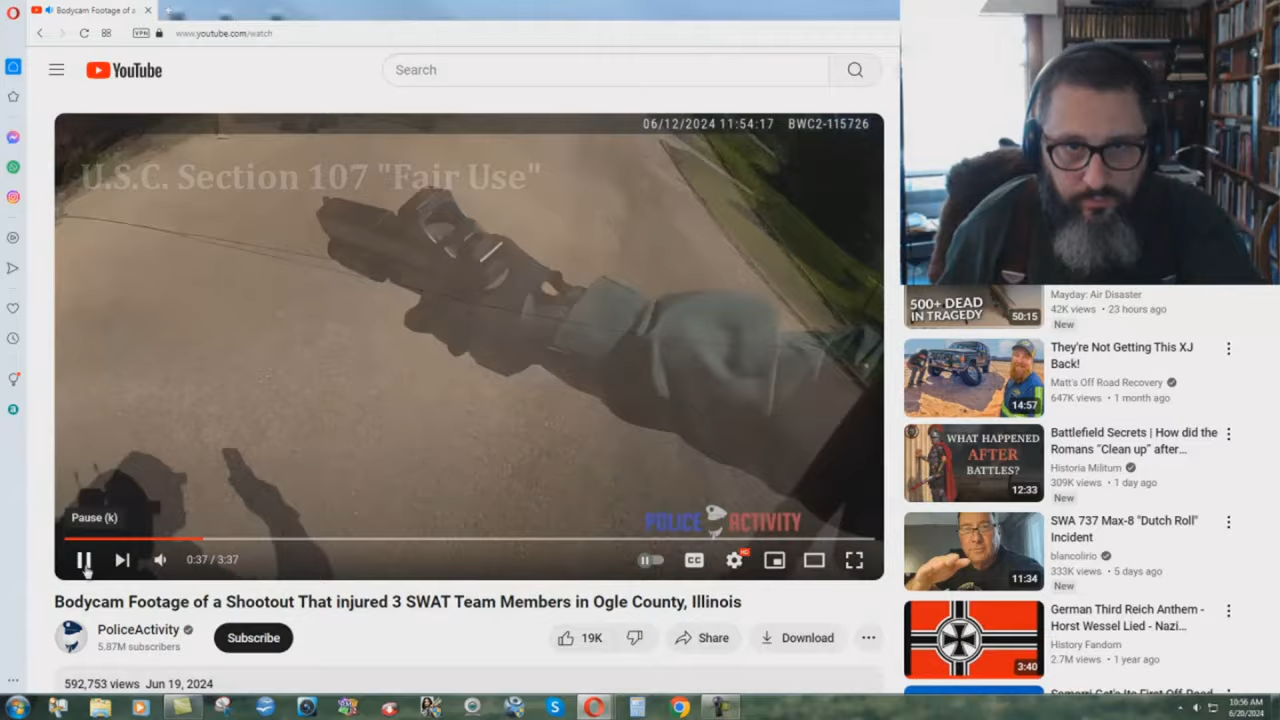 Bodycam Footage of a
VPN
www.youtube.com/watch
YouTube
Search
06/12/2024 11:54:17 BWC2-115726
U.S.C. Section 107 "Fair Use"
POLICE ACTIVITY
Pause (k)
0:37 / 3:37
CC
HD
Bodycam Footage of a Shootout That injured 3 SWAT Team Members in Ogle County, Illinois
PoliceActivity
5.87M subscribers
Subscribe
19K
Share
Download
592,753 views Jun 19, 2024
500+ DEAD
IN TRAGEDY
50:15
Mayday: Air Disaster
42K views • 23 hours ago
New
14:57
They're Not Getting This XJ
Back!
Matt's Off Road Recovery
647K views • 1 month ago
WHAT HAPPENED
AFTER
BATTLES?
12:33
Battlefield Secrets | How did the
Romans “Clean up” after...
Historia Militum
309K views • 1 day ago
New
11:34
SWA 737 Max-8 "Dutch Roll"
Incident
blancolirio
333K views • 5 days ago
New
3:40
German Third Reich Anthem -
Horst Wessel Lied - Nazi...
History Fandom
2.7M views • 1 year ago
10:56 AM
6/20/2024